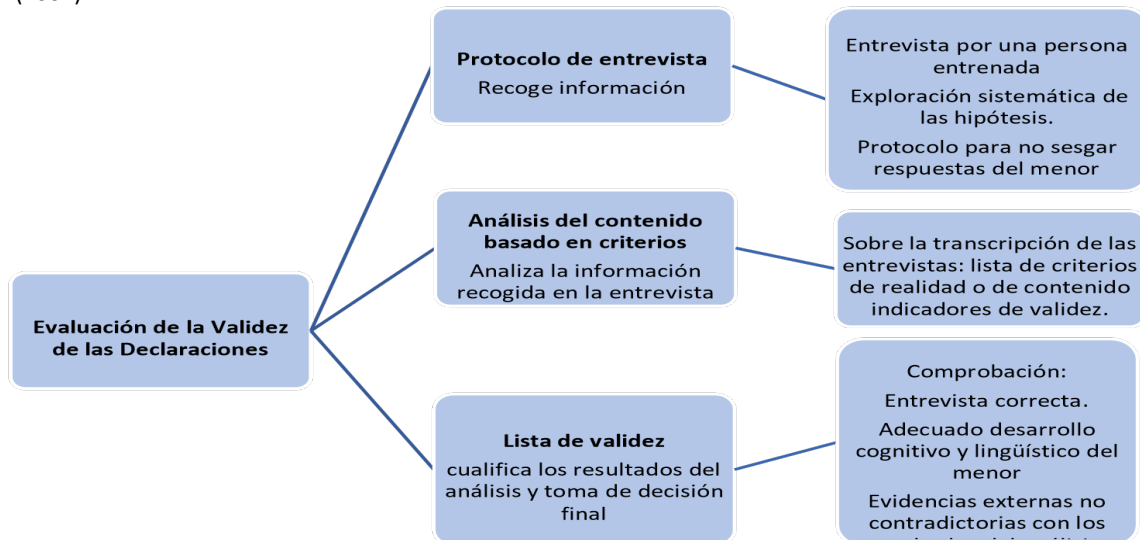 Protocolo de entrevista
Recoge información
Entrevista por una persona
entrenada
Exploración sistemática de
las hipótesis.
Protocolo para no sesgar
respuestas del menor
Análisis del contenido
basado en criterios
Analiza la información
recogida en la entrevista
Sobre la transcripción de las
entrevistas: lista de criterios
de realidad o de contenido
indicadores de validez.
Evaluación de la Validez
de las Declaraciones
Lista de validez
cualifica los resultados del
análisis y toma de decisión
final
Comprobación:
Entrevista correcta.
Adecuado desarrollo
cognitivo y lingüístico del
menor
Evidencias externas no
contradictorias con los